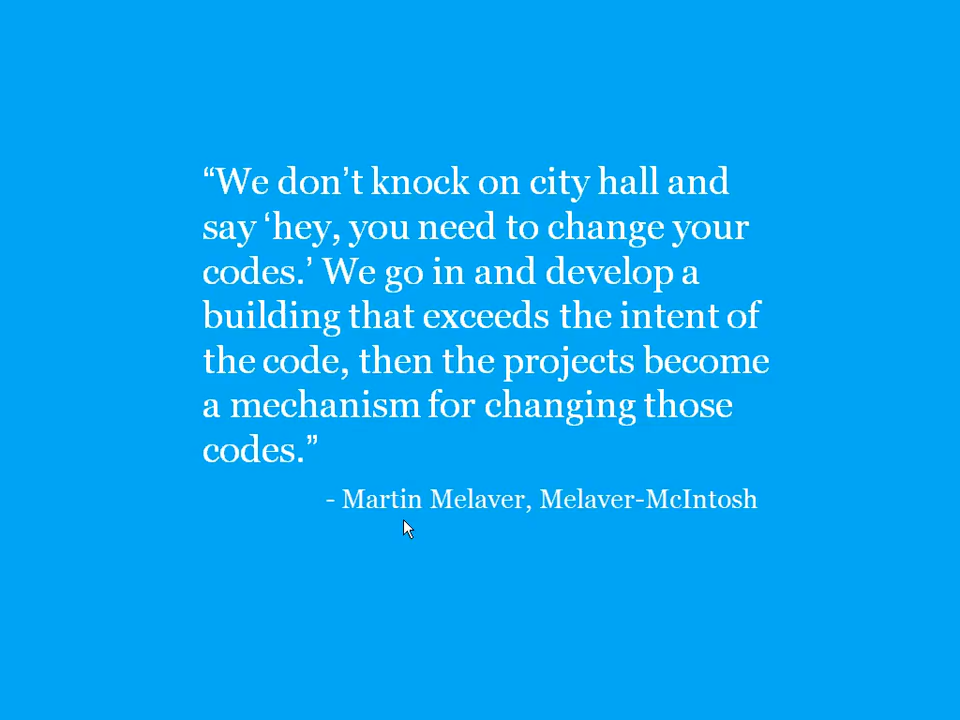 “We don’t knock on city hall and
say ‘hey, you need to change your
codes.’ We go in and develop a
building that exceeds the intent of
the code, then the projects become
a mechanism for changing those
codes.”
- Martin Melaver, Melaver-McIntosh